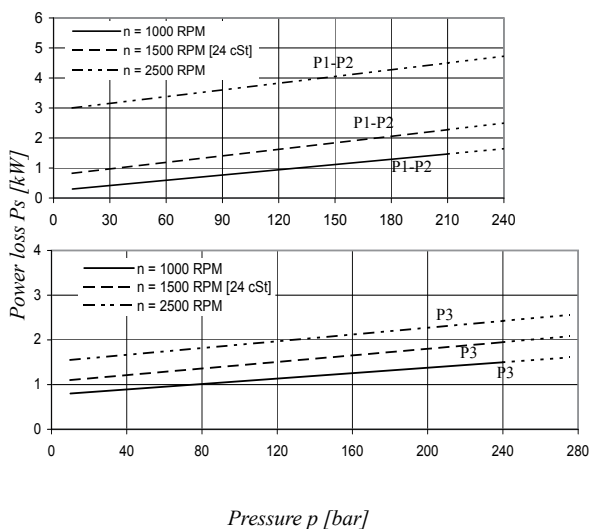 6
5
4
3
2
1
0
n = 1000 RPM
n = 1500 RPM [24 cSt]
n = 2500 RPM
P1-P2
P1-P2
P1-P2
0 30 60 90 120 150 180 210 240
Power loss Ps [kW]
4
3
2
1
0
n = 1000 RPM
n = 1500 RPM [24 cSt]
n = 2500 RPM
P3
P3
P3
0 40 80 120 160 200 240 280
Pressure p [bar]